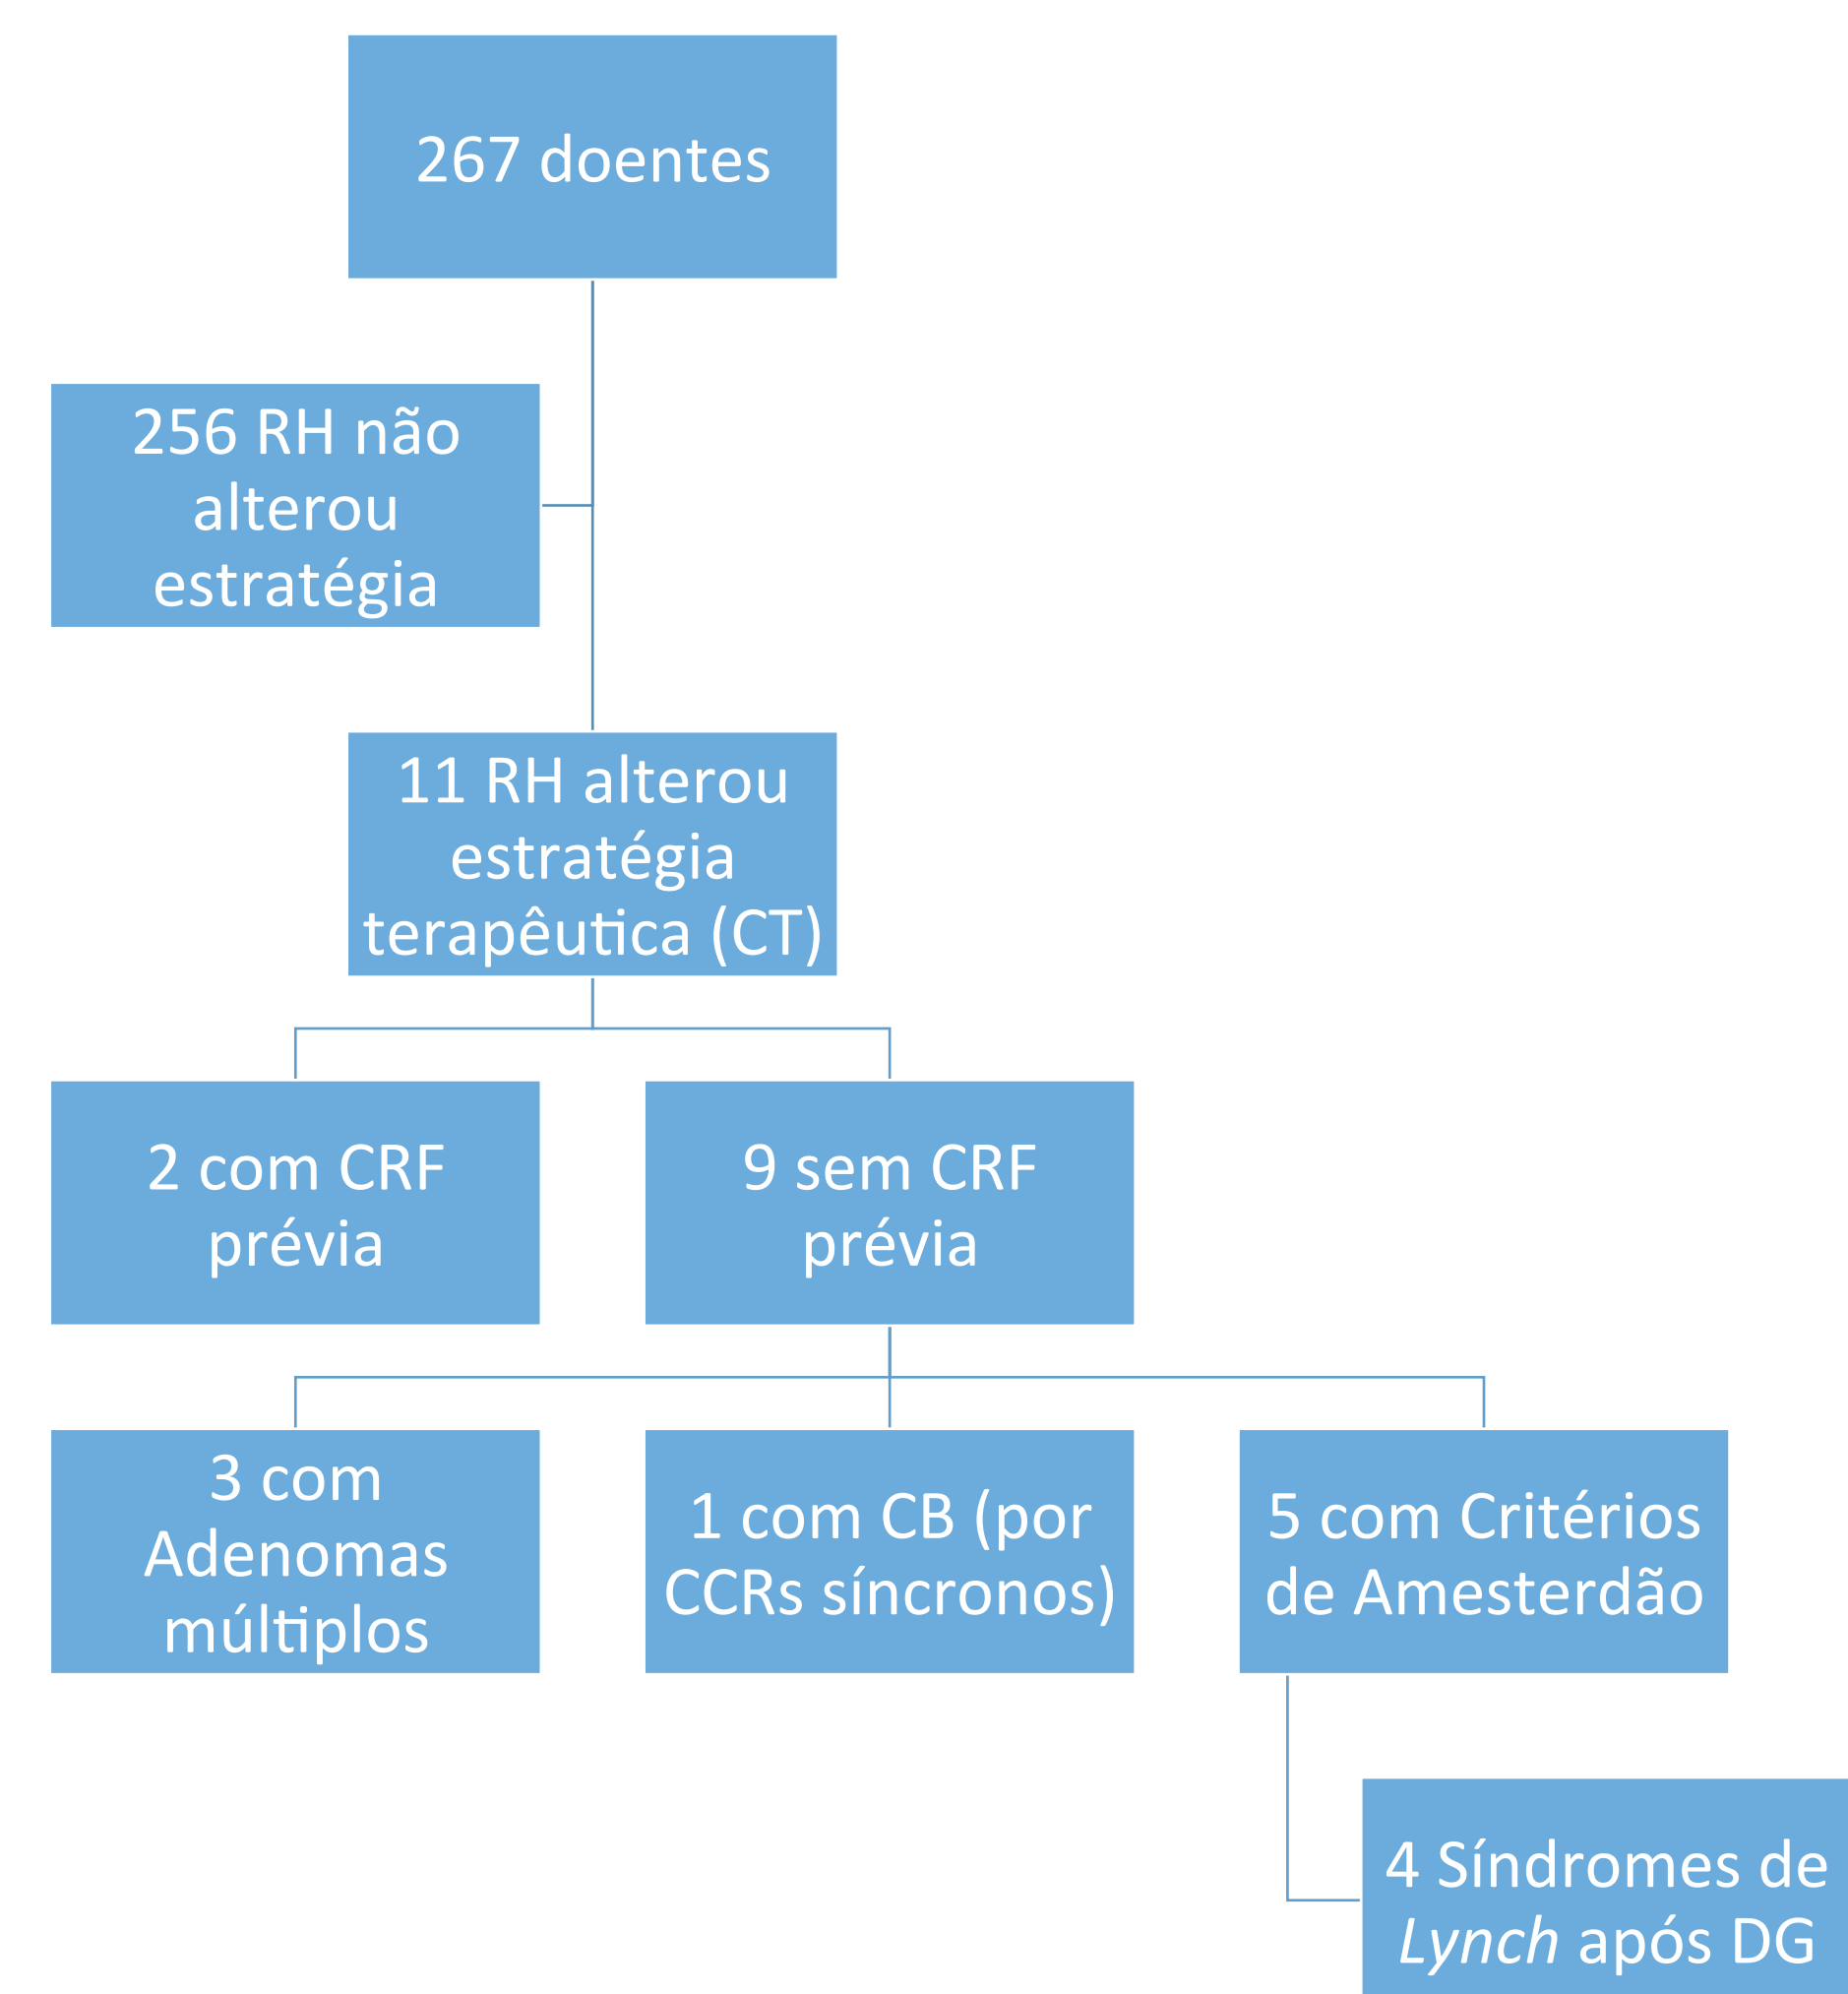 267 doentes
256 RH não
alterou
estratégia
11 RH alterou
estratégia
terapêutica (CT)
2 com CRF
prévia
9 sem CRF
prévia
3 com
Adenomas
múltiplos
1 com CB (por
CCRs síncronos)
5 com Critérios
de Amesterdão
4 Síndromes de
Lynch após DG